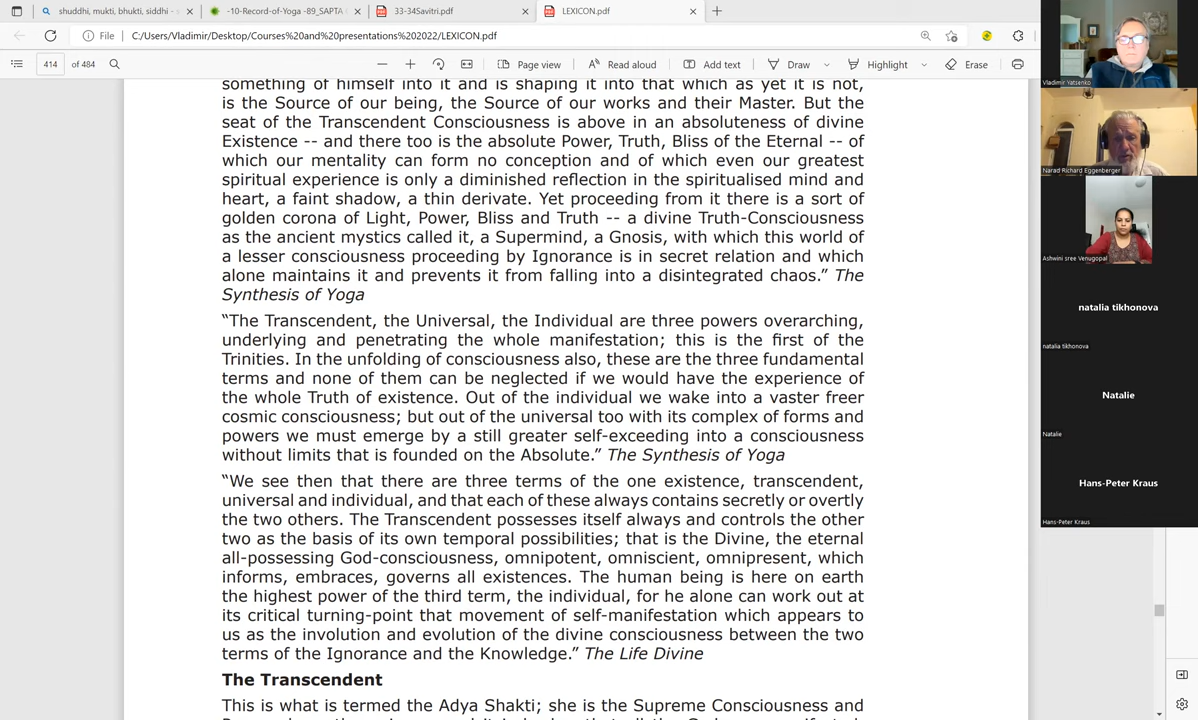 shuddhi, mukti, bhukti, siddhi -
-10-Record-of-Yoga -89_SAPTA
33-34Savitri.pdf
LEXICON.pdf
File
C:/Users/Vladimir/Desktop/Courses%20and%20presentations%202022/LEXICON.pdf
414 of 484
Page view
Read aloud
Add text
Draw
Highlight
Erase
something of himself into it and is shaping it into that which as yet it is not,
is the Source of our being, the Source of our works and their Master. But the
seat of the Transcendent Consciousness is above in an absoluteness of divine
Existence -- and there too is the absolute Power, Truth, Bliss of the Eternal -- of
which our mentality can form no conception and of which even our greatest
spiritual experience is only a diminished reflection in the spiritualised mind and
heart, a faint shadow, a thin derivate. Yet proceeding from it there is a sort of
golden corona of Light, Power, Bliss and Truth -- a divine Truth-Consciousness
as the ancient mystics called it, a Supermind, a Gnosis, with which this world of
a lesser consciousness proceeding by Ignorance is in secret relation and which
alone maintains it and prevents it from falling into a disintegrated chaos.” The
Synthesis of Yoga
“The Transcendent, the Universal, the Individual are three powers overarching,
underlying and penetrating the whole manifestation; this is the first of the
Trinities. In the unfolding of consciousness also, these are the three fundamental
terms and none of them can be neglected if we would have the experience of
the whole Truth of existence. Out of the individual we wake into a vaster freer
cosmic consciousness; but out of the universal too with its complex of forms and
powers we must emerge by a still greater self-exceeding into a consciousness
without limits that is founded on the Absolute.” The Synthesis of Yoga
“We see then that there are three terms of the one existence, transcendent,
universal and individual, and that each of these always contains secretly or overtly
the two others. The Transcendent possesses itself always and controls the other
two as the basis of its own temporal possibilities; that is the Divine, the eternal
all-possessing God-consciousness, omnipotent, omniscient, omnipresent, which
informs, embraces, governs all existences. The human being is here on earth
the highest power of the third term, the individual, for he alone can work out at
its critical turning-point that movement of self-manifestation which appears to
us as the involution and evolution of the divine consciousness between the two
terms of the Ignorance and the Knowledge.” The Life Divine
The Transcendent
This is what is termed the Adya Shakti; she is the Supreme Consciousness and
Vladimir Yatsenko
Narad Richard Eggenberger
Ashwini sree Venugopal
natalia tikhonova
natalia tikhonova
Natalie
Natalie
Hans-Peter Kraus
Hans-Peter Kraus